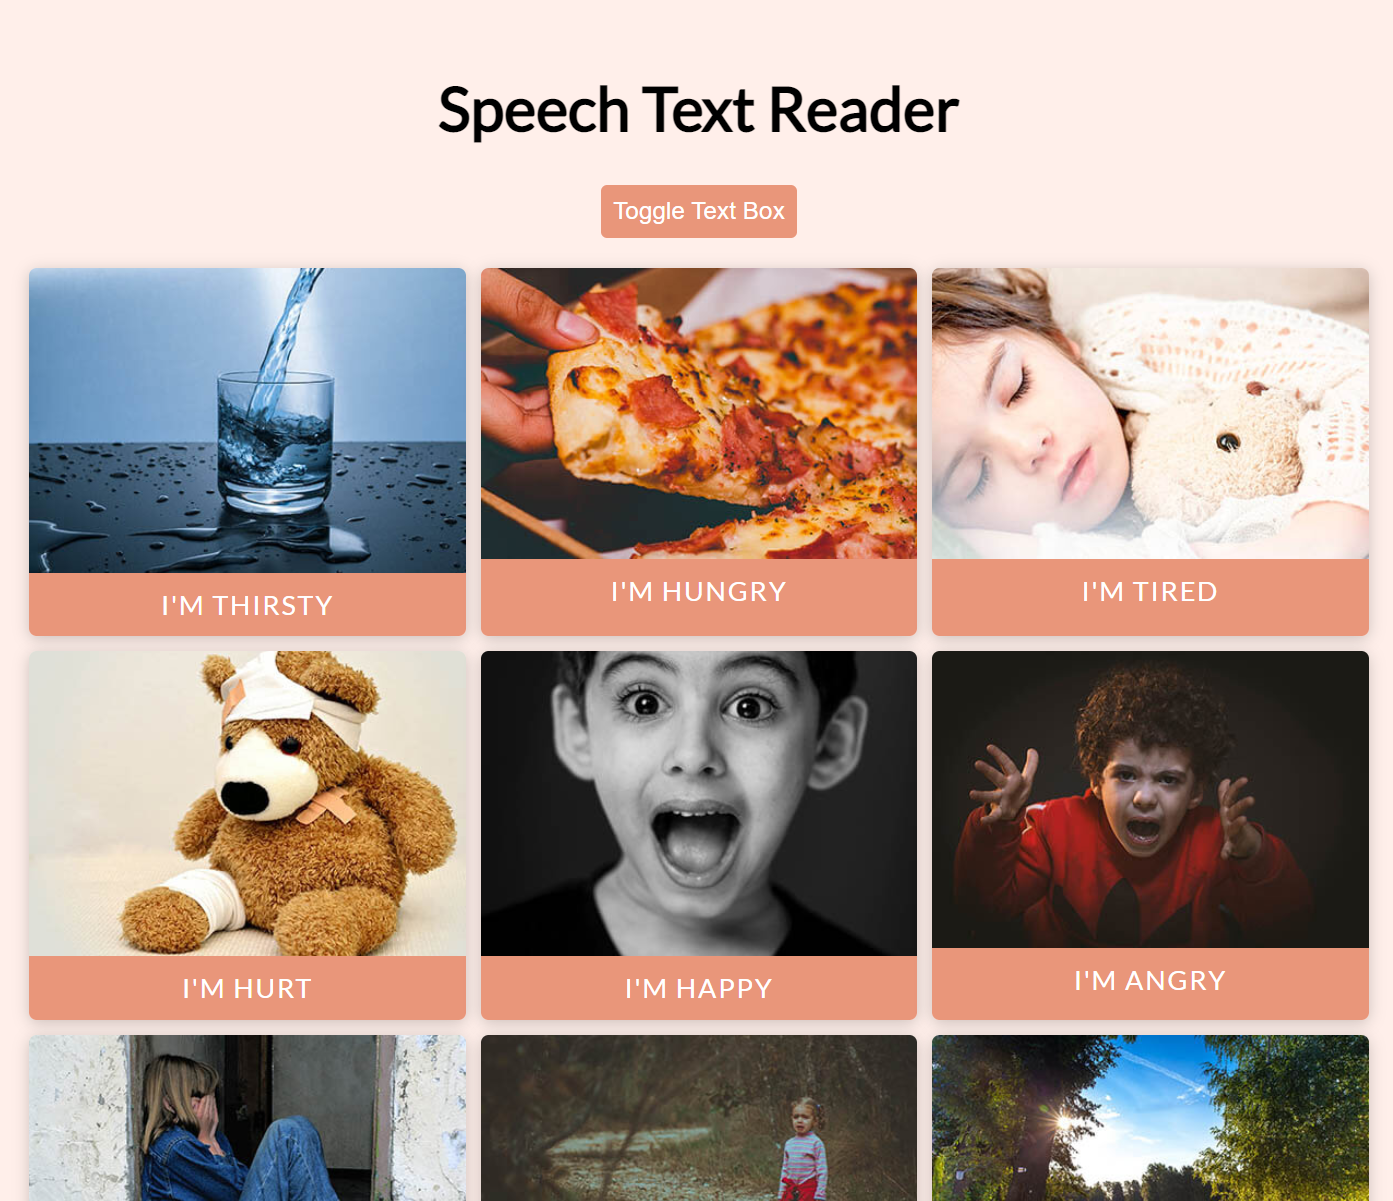 Speech Text Reader
Toggle Text Box
I'M THIRSTY
I'M HUNGRY
I'M TIRED
I'M HURT
I'M HAPPY
I'M ANGRY